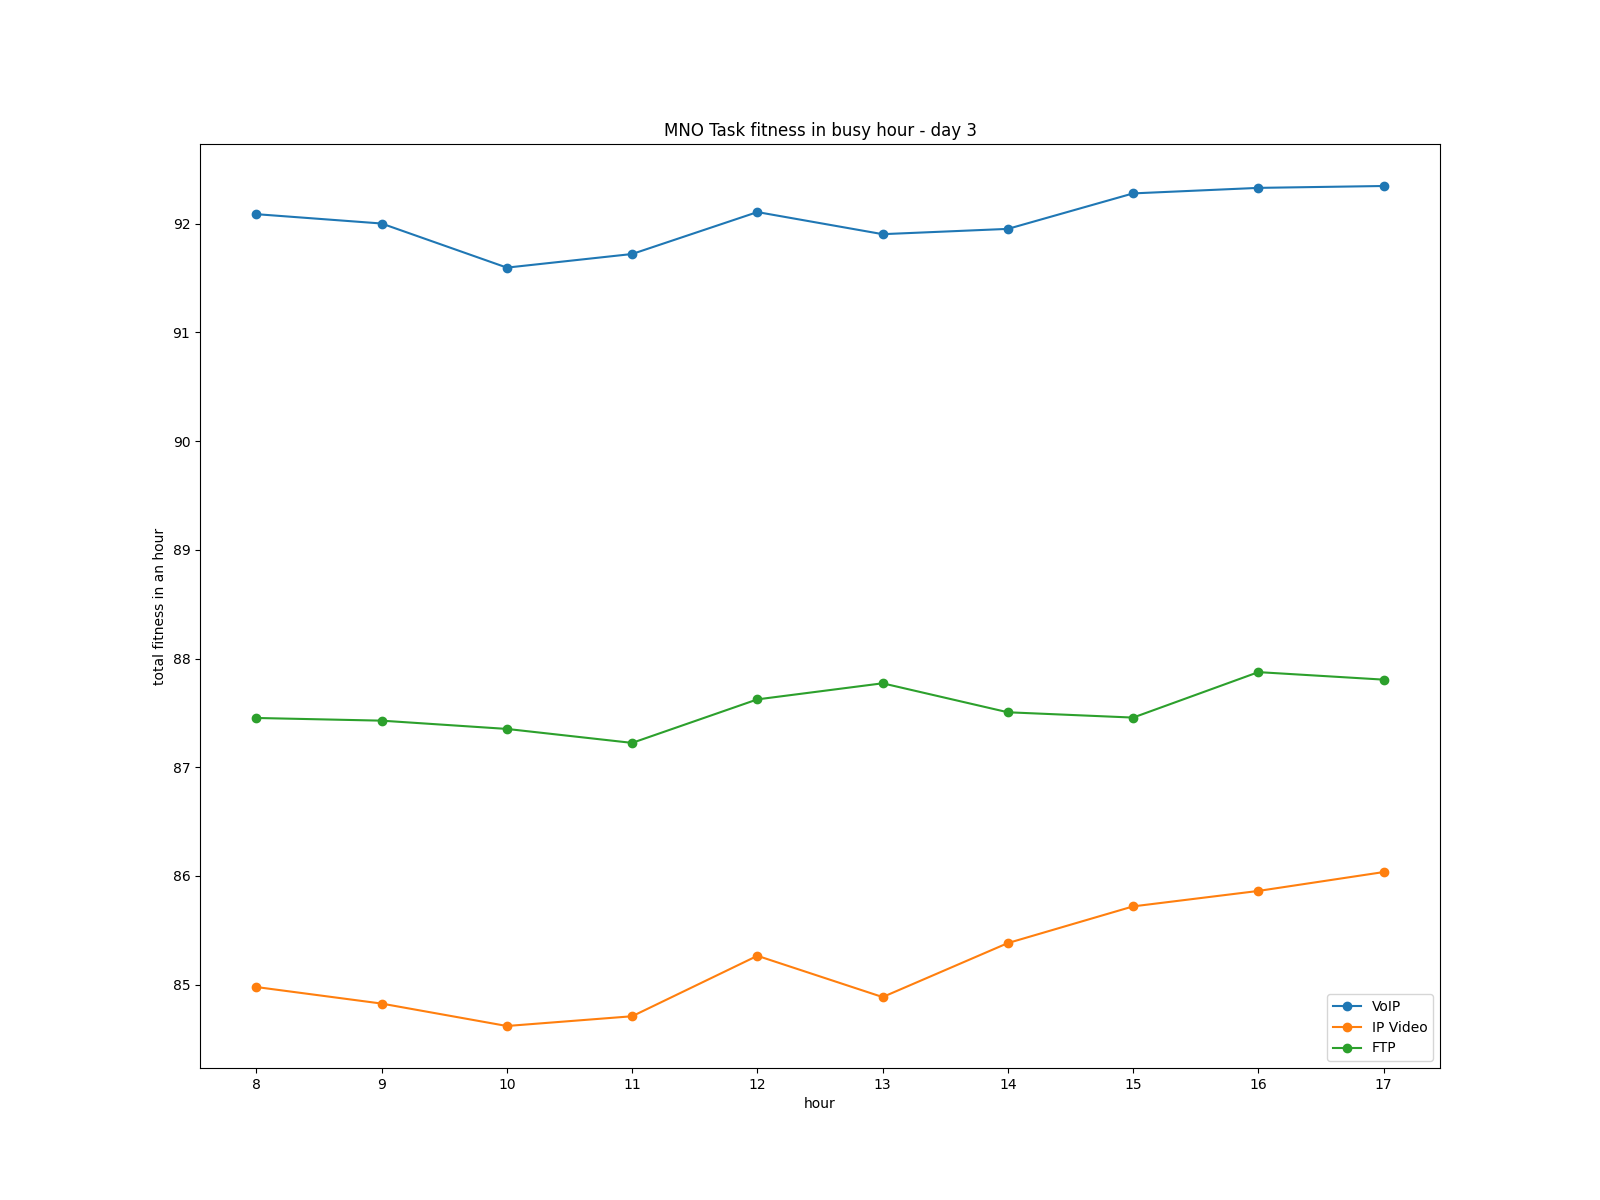 MNO Task fitness in busy hour - day 3
total fitness in an hour
92
91
90
89
88
87
86
85
8 9 10 11 12 13 14 15 16 17
hour
VoIP
IP Video
FTP